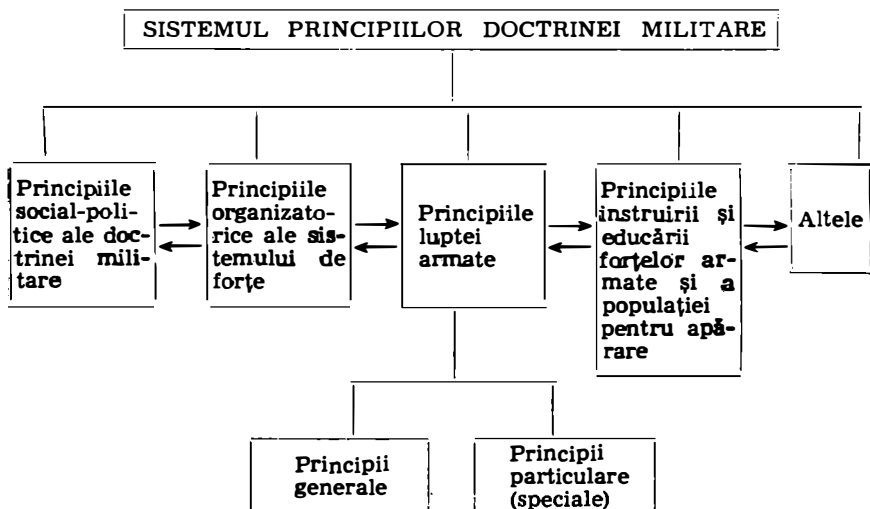 SISTEMUL PRINCIPIILOR DOCTRINEI MILITARE
Principiile
social-poli-
tice ale doc-
trinei mili-
tare
Principiile
organizato-
rice ale sis-
temului de
forțe
Principiile
luptei
armate
Principiile
instruirii și
educării
forțelor ar-
mate și a
populației
pentru apă-
rare
Altele
Principii
generale
Principii
particulare
(speciale)